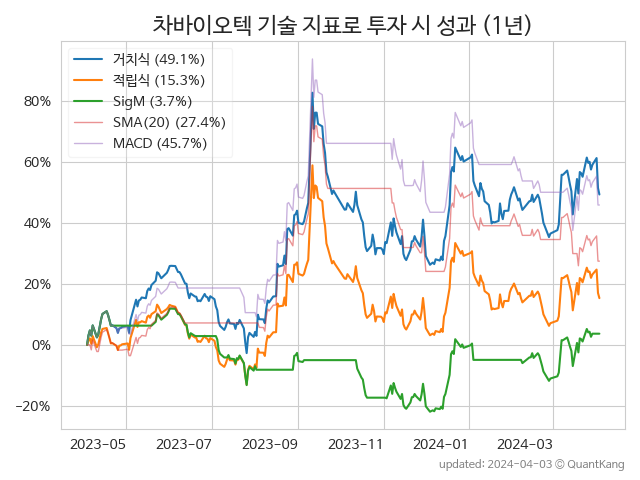 차바이오텍 기술 지표로 투자 시 성과 (1년)
거치식 (49.1%)
적립식 (15.3%)
SigM (3.7%)
SMA(20) (27.4%)
MACD (45.7%)
80%
60%
40%
20%
0%
−20%
2023-05 2023-07 2023-09 2023-11 2024-01 2024-03
updated: 2024-04-03 ⓒ QuantKang